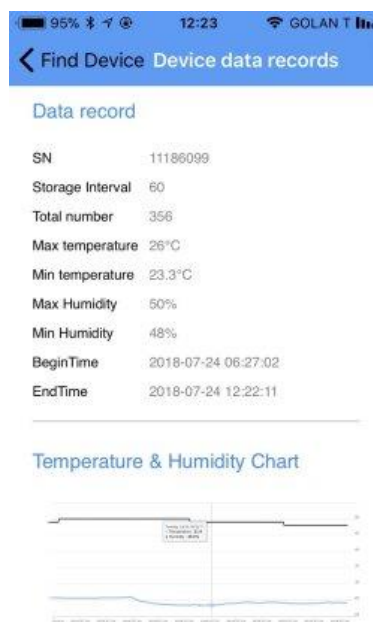 95% 12:23 GOLAN T
Find Device Device data records
Data record
SN 11186099
Storage Interval 60
Total number 356
Max temperature 26°C
Min temperature 23.3°C
Max Humidity 50%
Min Humidity 48%
BeginTime 2018-07-24 06:27:02
EndTime 2018-07-24 12:22:11
Temperature & Humidity Chart